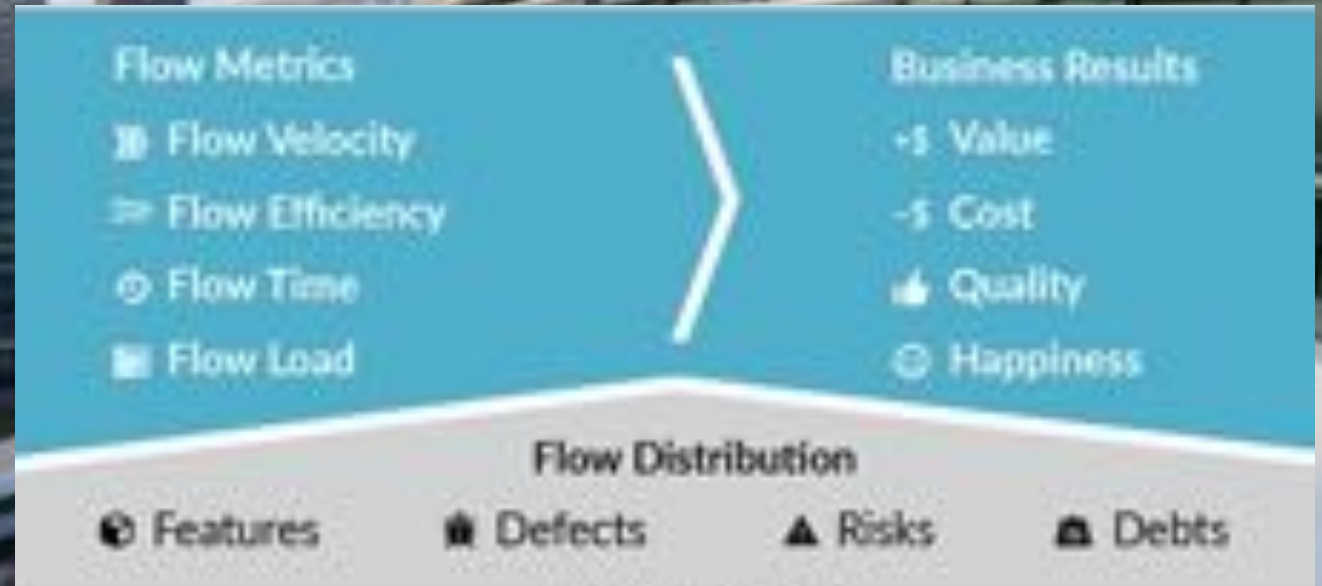 Flow Metrics
Flow Velocity
Flow Efficiency
Flow Time
Flow Load
Business Results
+$ Value
-$ Cost
Quality
Happiness
Flow Distribution
Features
Defects
Risks
Debts